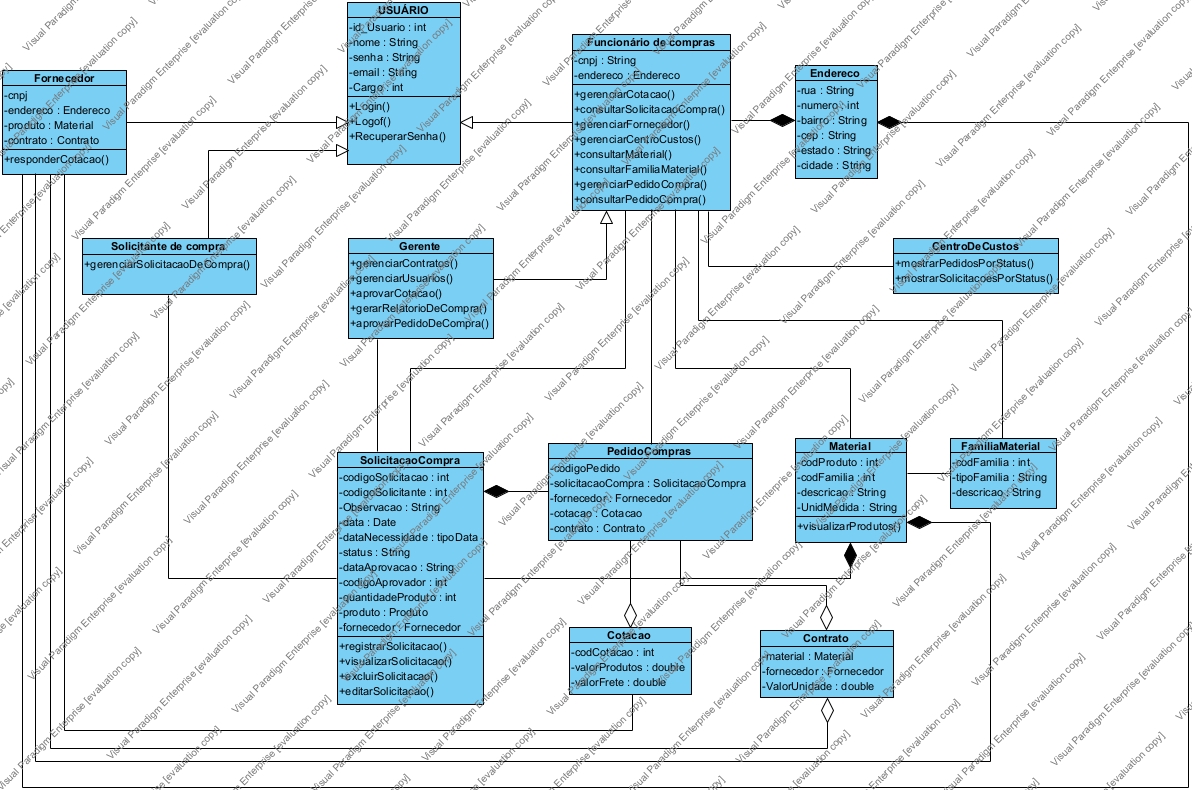 USUÁRIO
-id_Usuario : int
-nome : String
-senha : String
-email : String
-Cargo : int
+Login()
+Logof()
+RecuperarSenha()
Funcionário de compras
-cnpj : String
-endereco : Endereco
+gerenciarCotacao()
+consultarSolicitacaoCompra()
+gerenciarFornecedor()
+gerenciarCentroCustos()
+consultarMaterial()
+consultarFamiliaMaterial()
+gerenciarPedidoCompra()
+consultarPedidoCompra()
Endereco
-rua : String
-numero : int
-bairro : String
-cep : String
-estado : String
-cidade : String
Fornecedor
-cnpj
-endereco : Endereco
-produto : Material
-contrato : Contrato
+responderCotacao()
Solicitante de compra
+gerenciarSolicitacaoDeCompra()
Gerente
+gerenciarContratos()
+gerenciarUsuarios()
+aprovarCotacao()
+gerarRelatorioDeCompra()
+aprovarPedidoDeCompra()
CentroDeCustos
+mostrarPedidosPorStatus()
+mostrarSolicitacoesPorStatus()
SolicitacaoCompra
-codigoSolicitacao : int
-codigoSolicitante : int
-Observacao : String
-data : Date
-dataNecessidade : tipoData
-status : String
-dataAprovacao : String
-codigoAprovador : int
-quantidadeProduto : int
-produto : Produto
-fornecedor : Fornecedor
+registrarSolicitacao()
+visualizarSolicitacao()
+excluirSolicitacao()
+editarSolicitacao()
PedidoCompras
-codigoPedido
-solicitacaoCompra : SolicitacaoCompra
-fornecedor : Fornecedor
-cotacao : Cotacao
-contrato : Contrato
Material
-codProduto : int
-codFamilia : int
-descricao : String
-UnidMedida : String
+visualizarProdutos()
FamiliaMaterial
-codFamilia : int
-tipoFamilia : String
-descricao : String
Cotacao
-codCotacao : int
-valorProdutos : double
-valorFrete : double
Contrato
-material : Material
-fornecedor : Fornecedor
-ValorUnidade : double
Visual Paradigm Enterprise [evaluation copy]